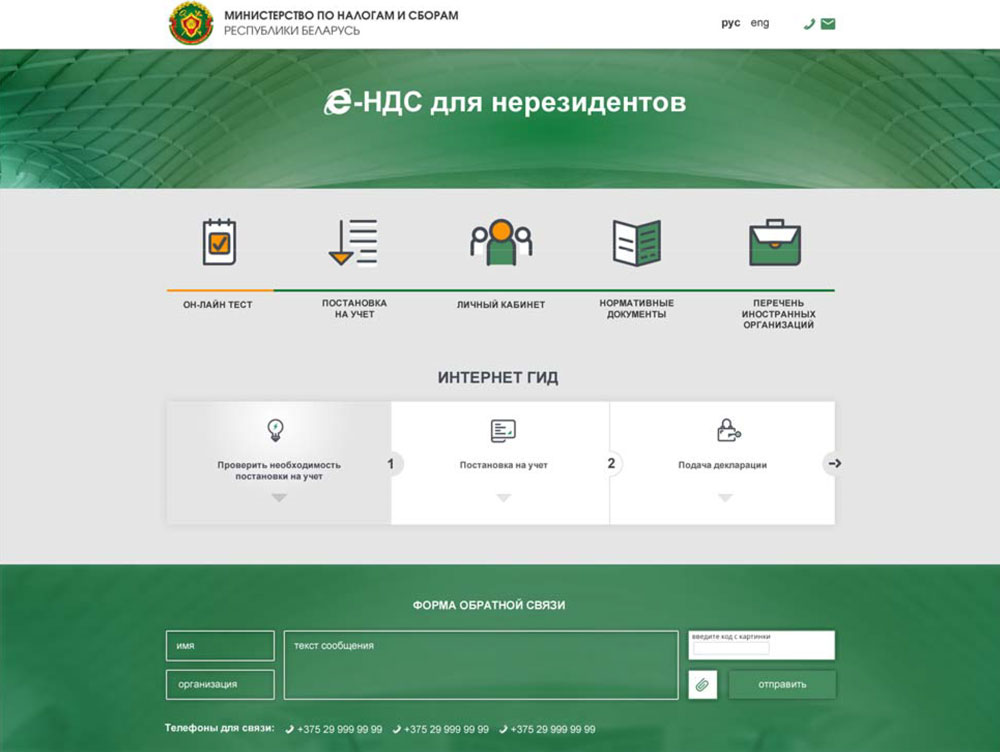 МИНИСТЕРСТВО ПО НАЛОГАМ И СБОРАМ
РЕСПУБЛИКИ БЕЛАРУСЬ
рус eng
е-НДС для нерезидентов
ОН-ЛАЙН ТЕСТ
ПОСТАНОВКА
НА УЧЕТ
ЛИЧНЫЙ КАБИНЕТ
НОРМАТИВНЫЕ
ДОКУМЕНТЫ
ПЕРЕЧЕНЬ
ИНОСТРАННЫХ
ОРГАНИЗАЦИЙ
ИНТЕРНЕТ ГИД
Проверить необходимость
постановки на учет
1
Постановка на учет
2
Подача декларации
ФОРМА ОБРАТНОЙ СВЯЗИ
имя
текст сообщения
введите код с картинки
организация
отправить
Телефоны для связи: +375 29 999 99 99 +375 29 999 99 99 +375 29 999 99 99